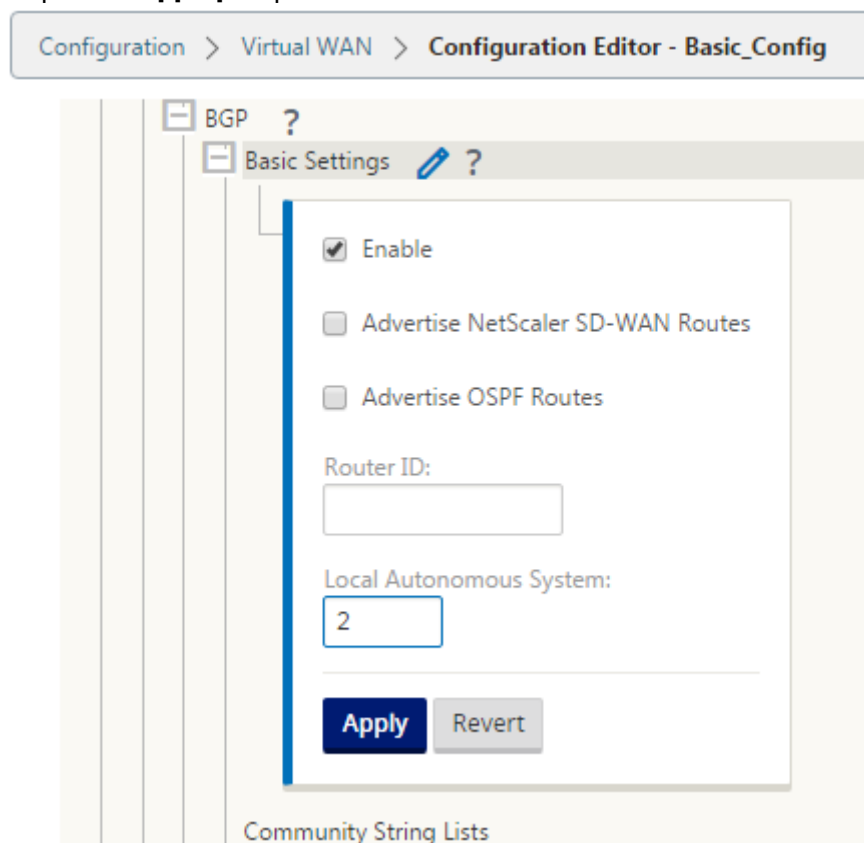 Configuration > Virtual WAN > Configuration Editor - Basic_Config
BGP ?
Basic Settings ?
Enable
Advertise NetScaler SD-WAN Routes
Advertise OSPF Routes
Router ID:
Local Autonomous System:
2
Apply Revert
Community String Lists